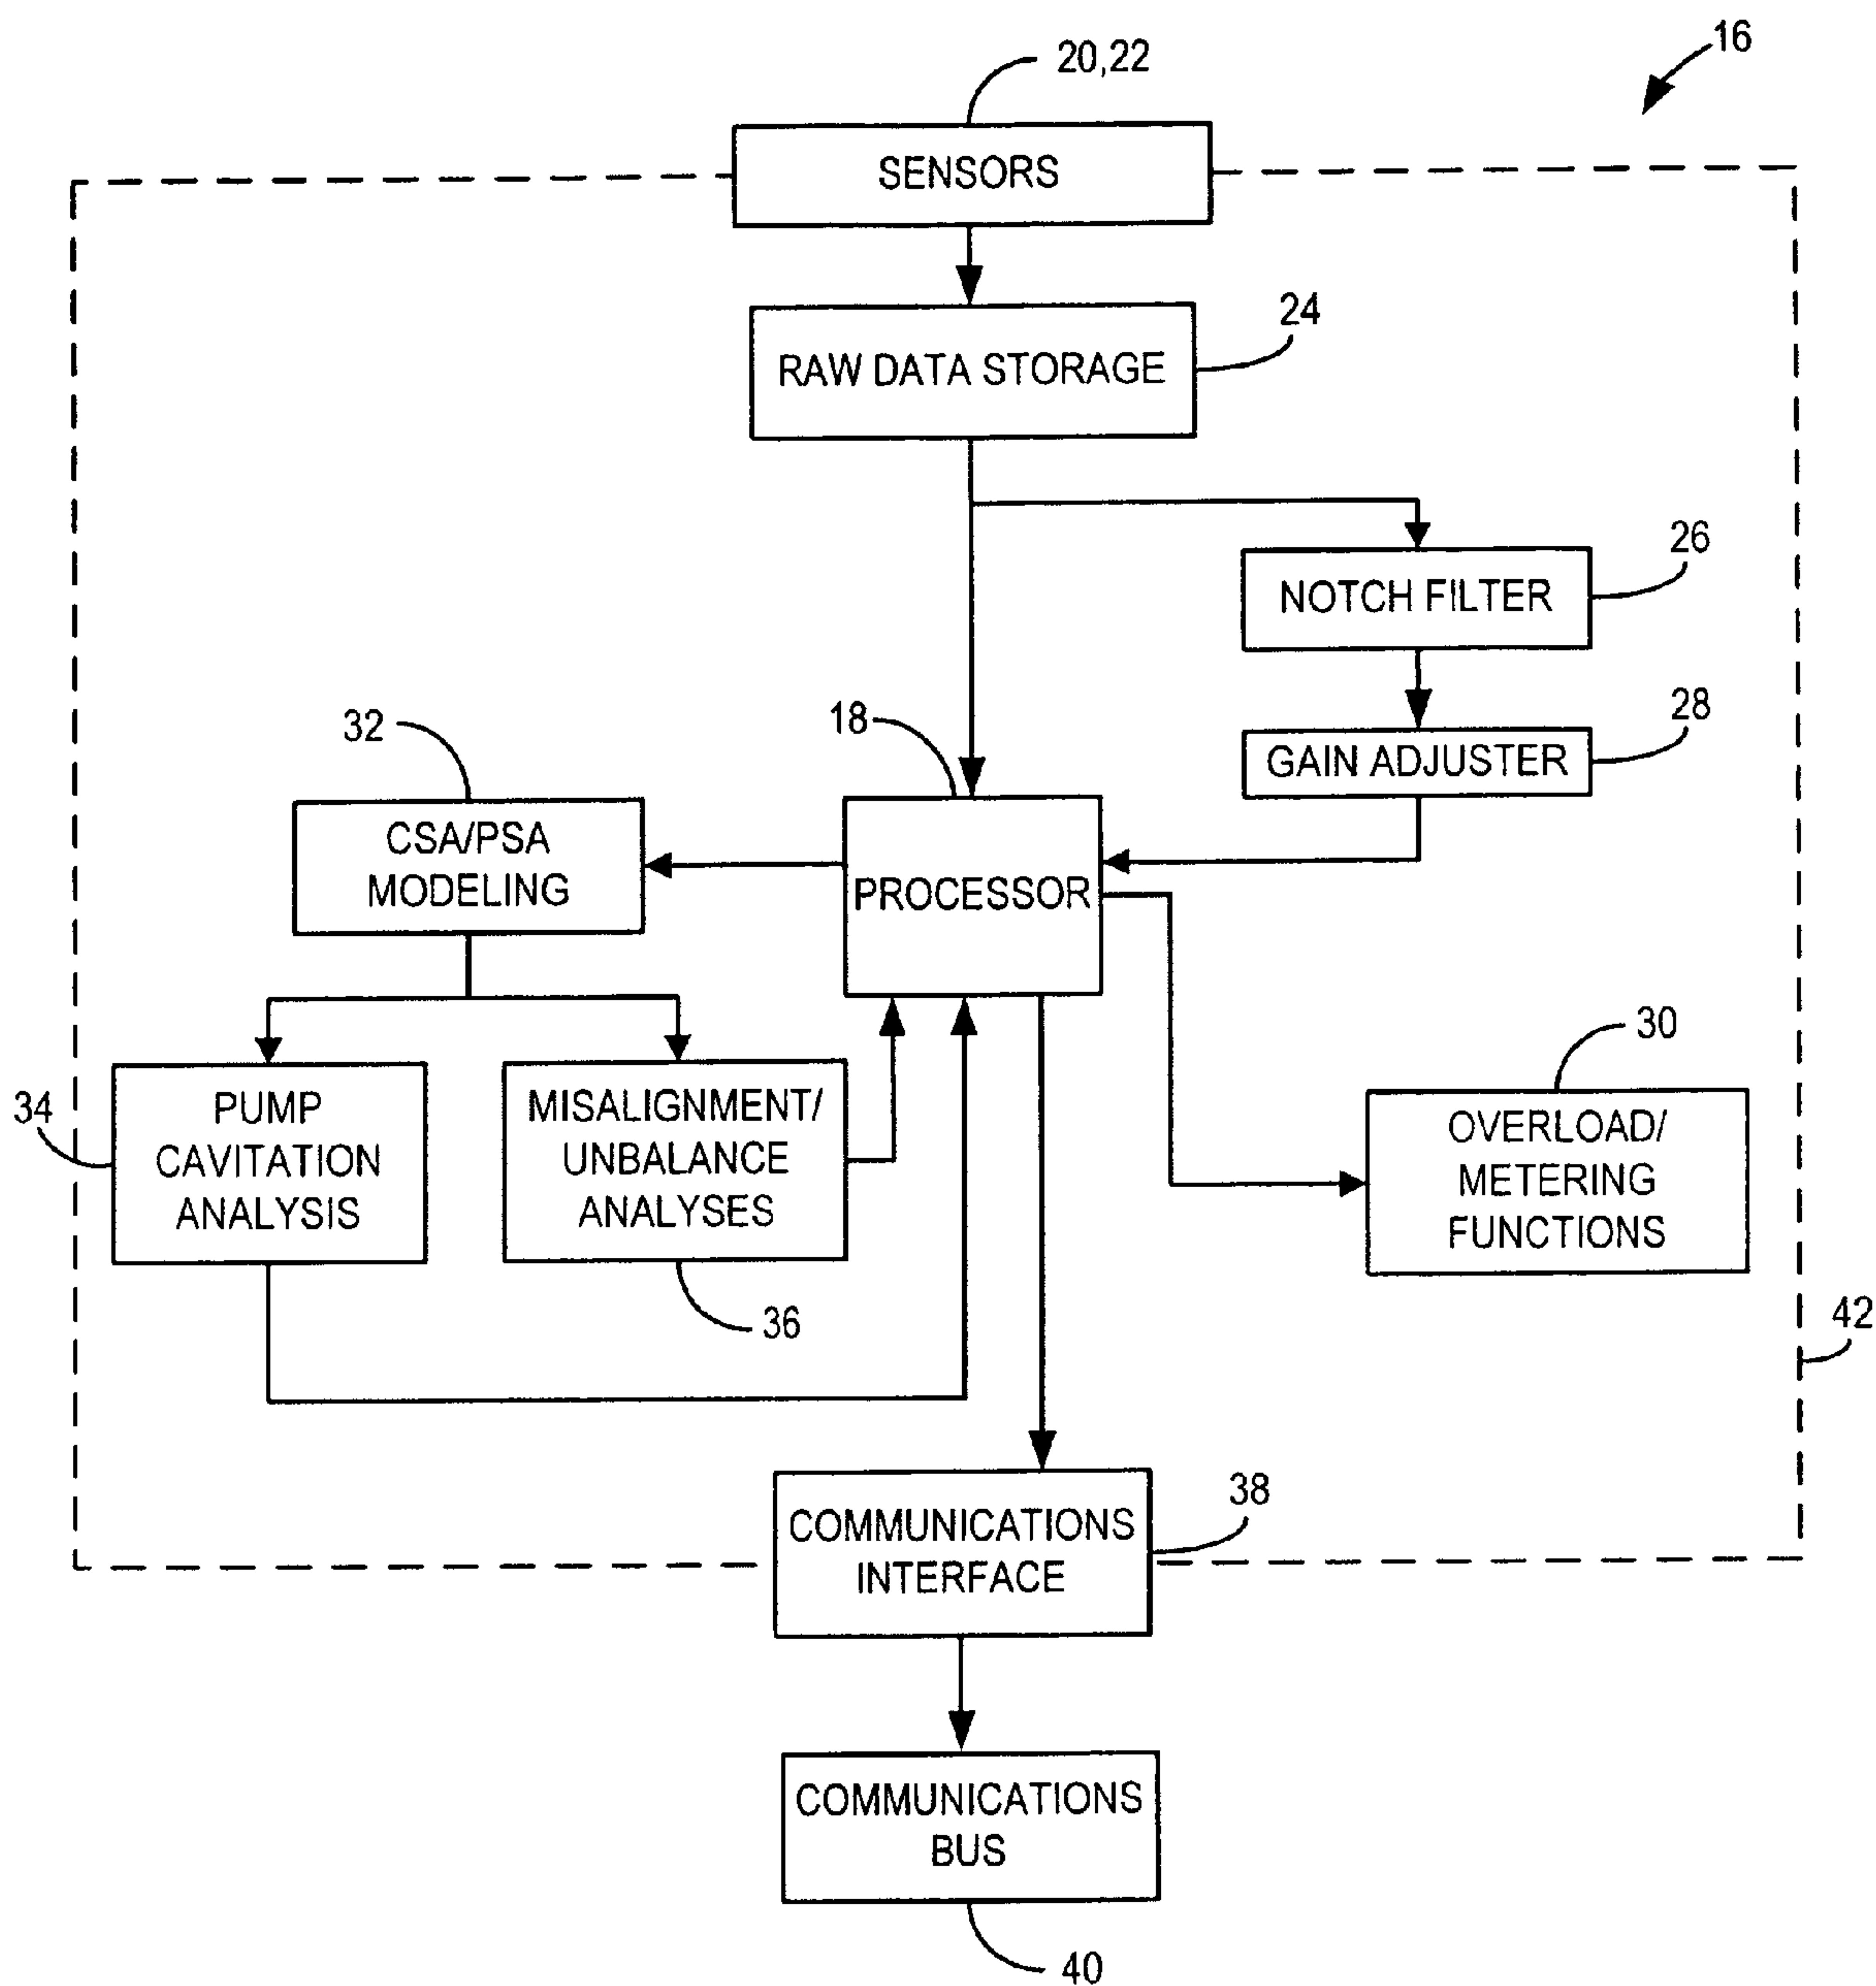 16
20,22
SENSORS
24
RAW DATA STORAGE
26
NOTCH FILTER
28
GAIN ADJUSTER
32
18
CSA/PSA
MODELING
PROCESSOR
30
34
PUMP
CAVITATION
ANALYSIS
MISALIGNMENT/
UNBALANCE
ANALYSES
36
OVERLOAD/
METERING
FUNCTIONS
42
38
COMMUNICATIONS
INTERFACE
COMMUNICATIONS
BUS
40